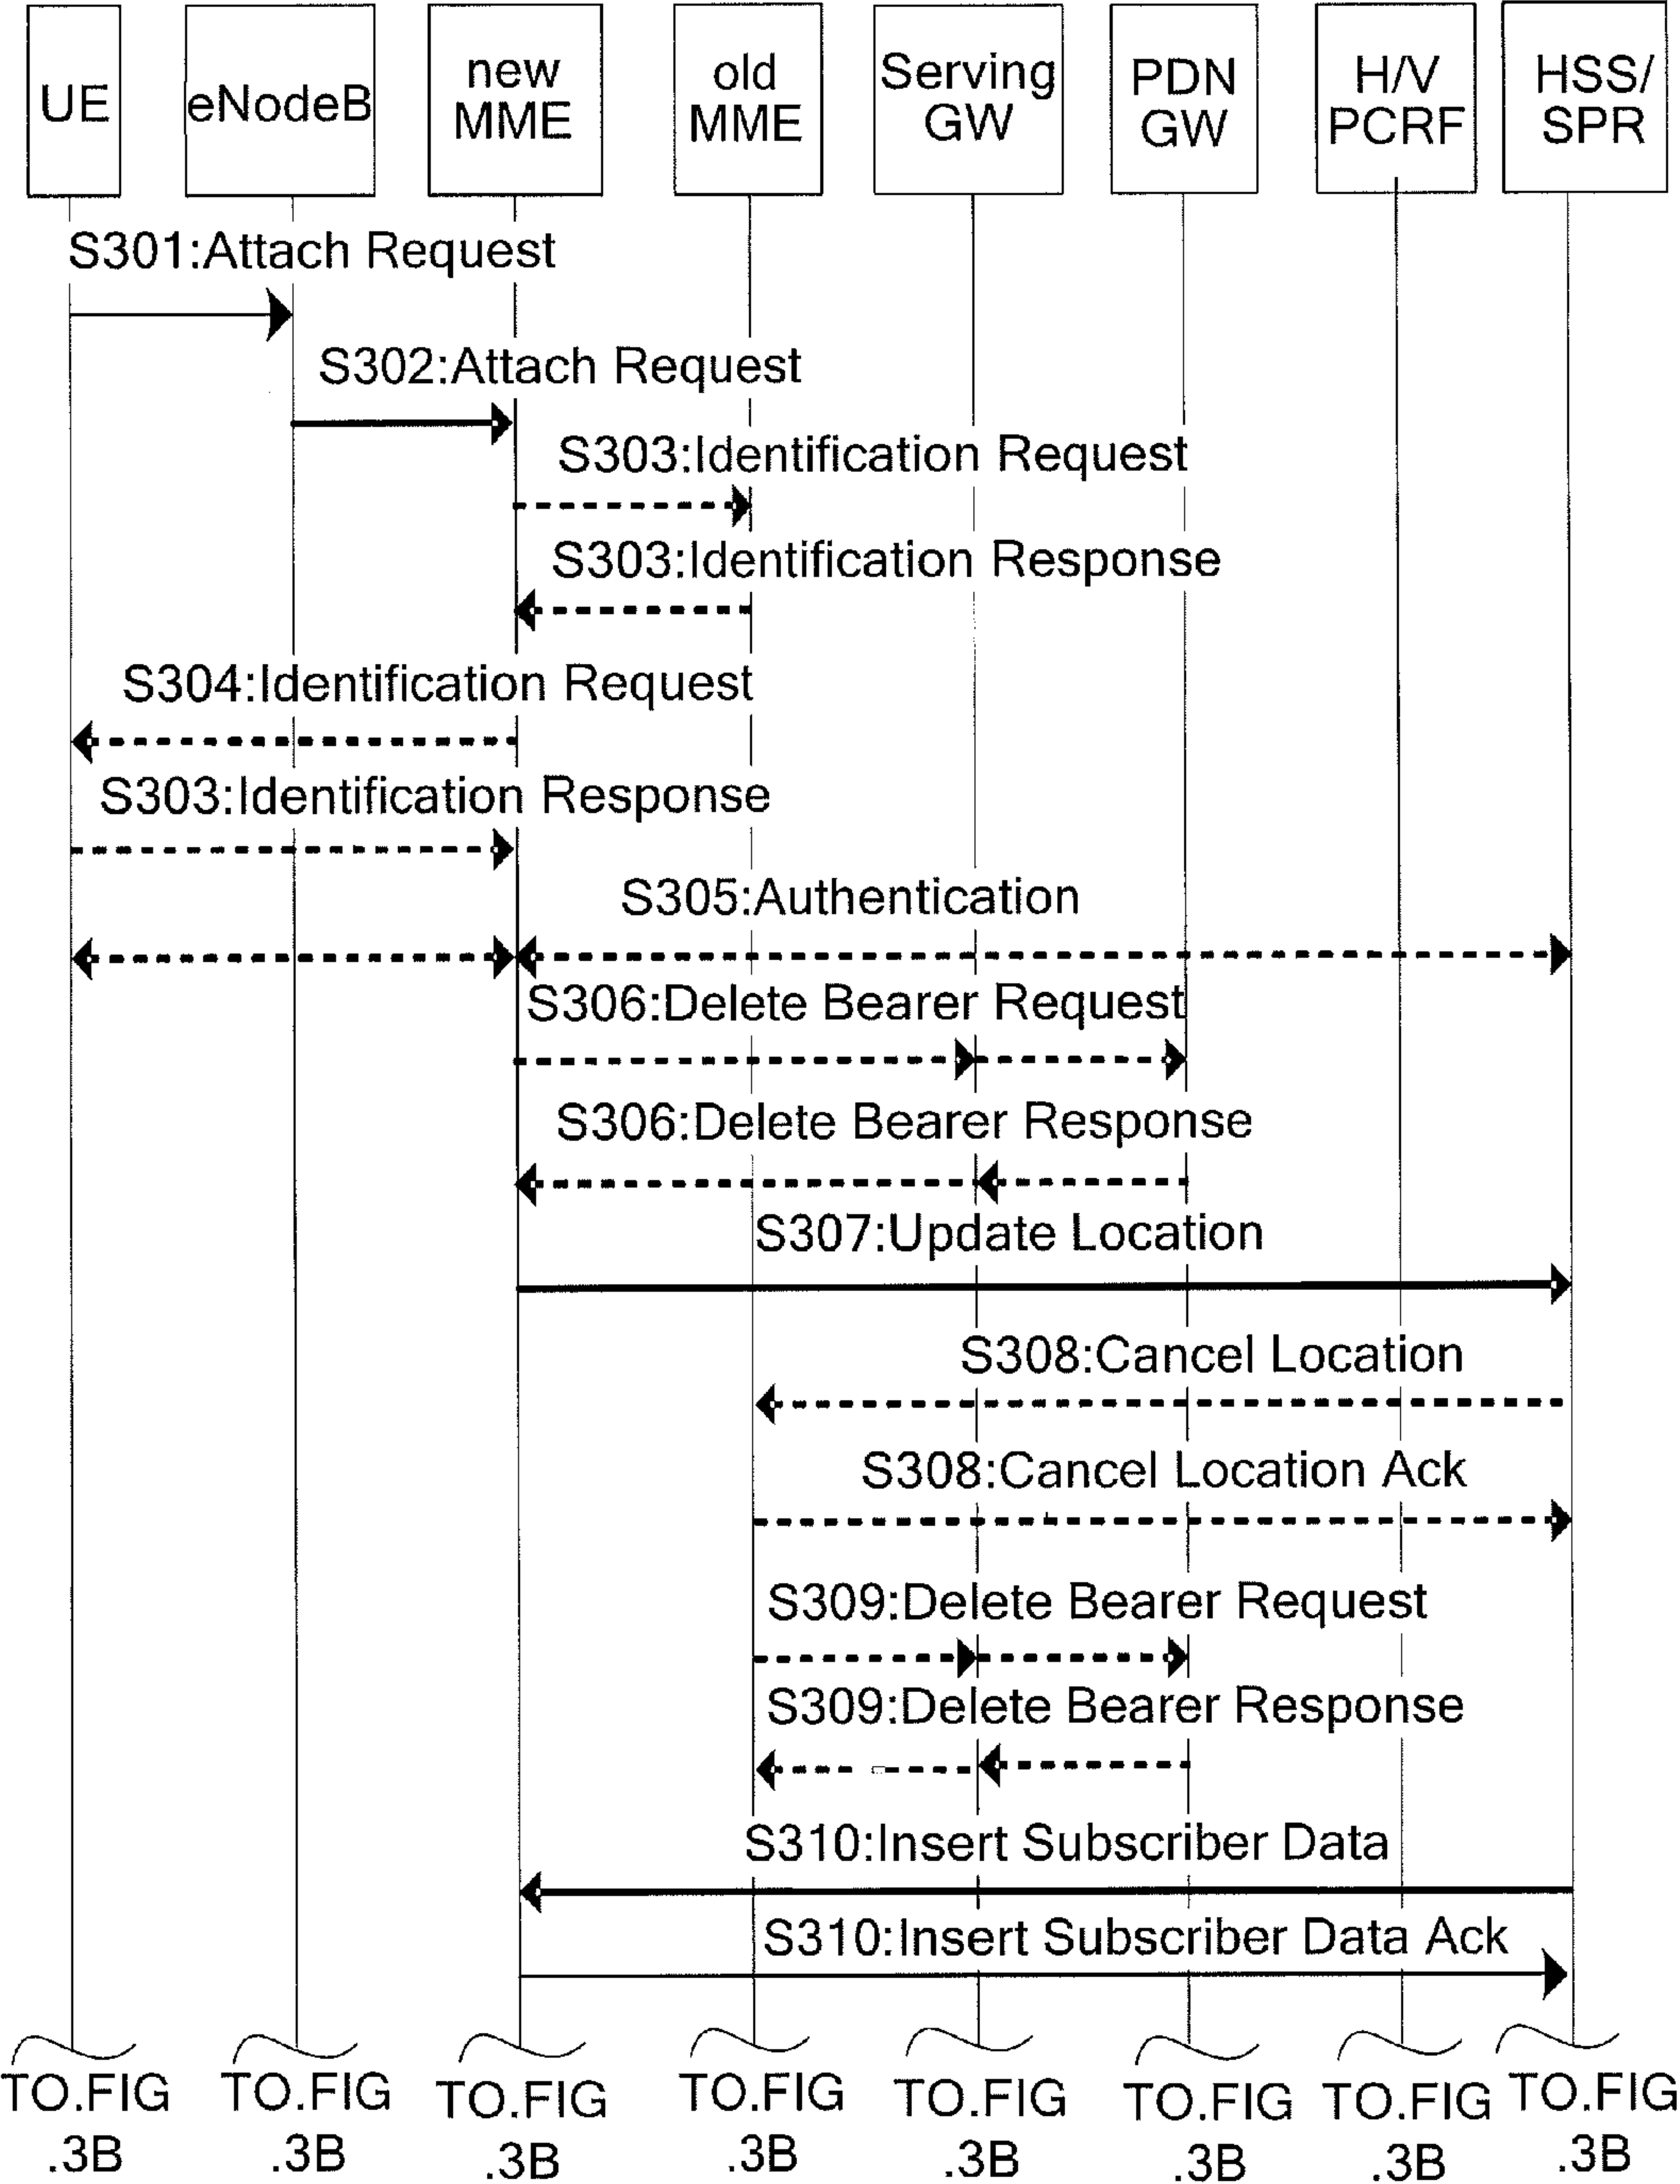 UE
eNodeB
new
MME
old
MME
Serving
GW
PDN
GW
H/V
PCRF
HSS/
SPR
S301:Attach Request
S302:Attach Request
S303:Identification Request
S303:Identification Response
S304:Identification Request
S303:Identification Response
S305:Authentication
S306:Delete Bearer Request
S306:Delete Bearer Response
S307:Update Location
S308:Cancel Location
S308:Cancel Location Ack
S309:Delete Bearer Request
S309:Delete Bearer Response
S310:Insert Subscriber Data
S310:Insert Subscriber Data Ack
TO.FIG
.3B
TO.FIG
.3B
TO.FIG
.3B
TO.FIG
.3B
TO.FIG
.3B
TO.FIG
.3B
TO.FIG
.3B
TO.FIG
.3B